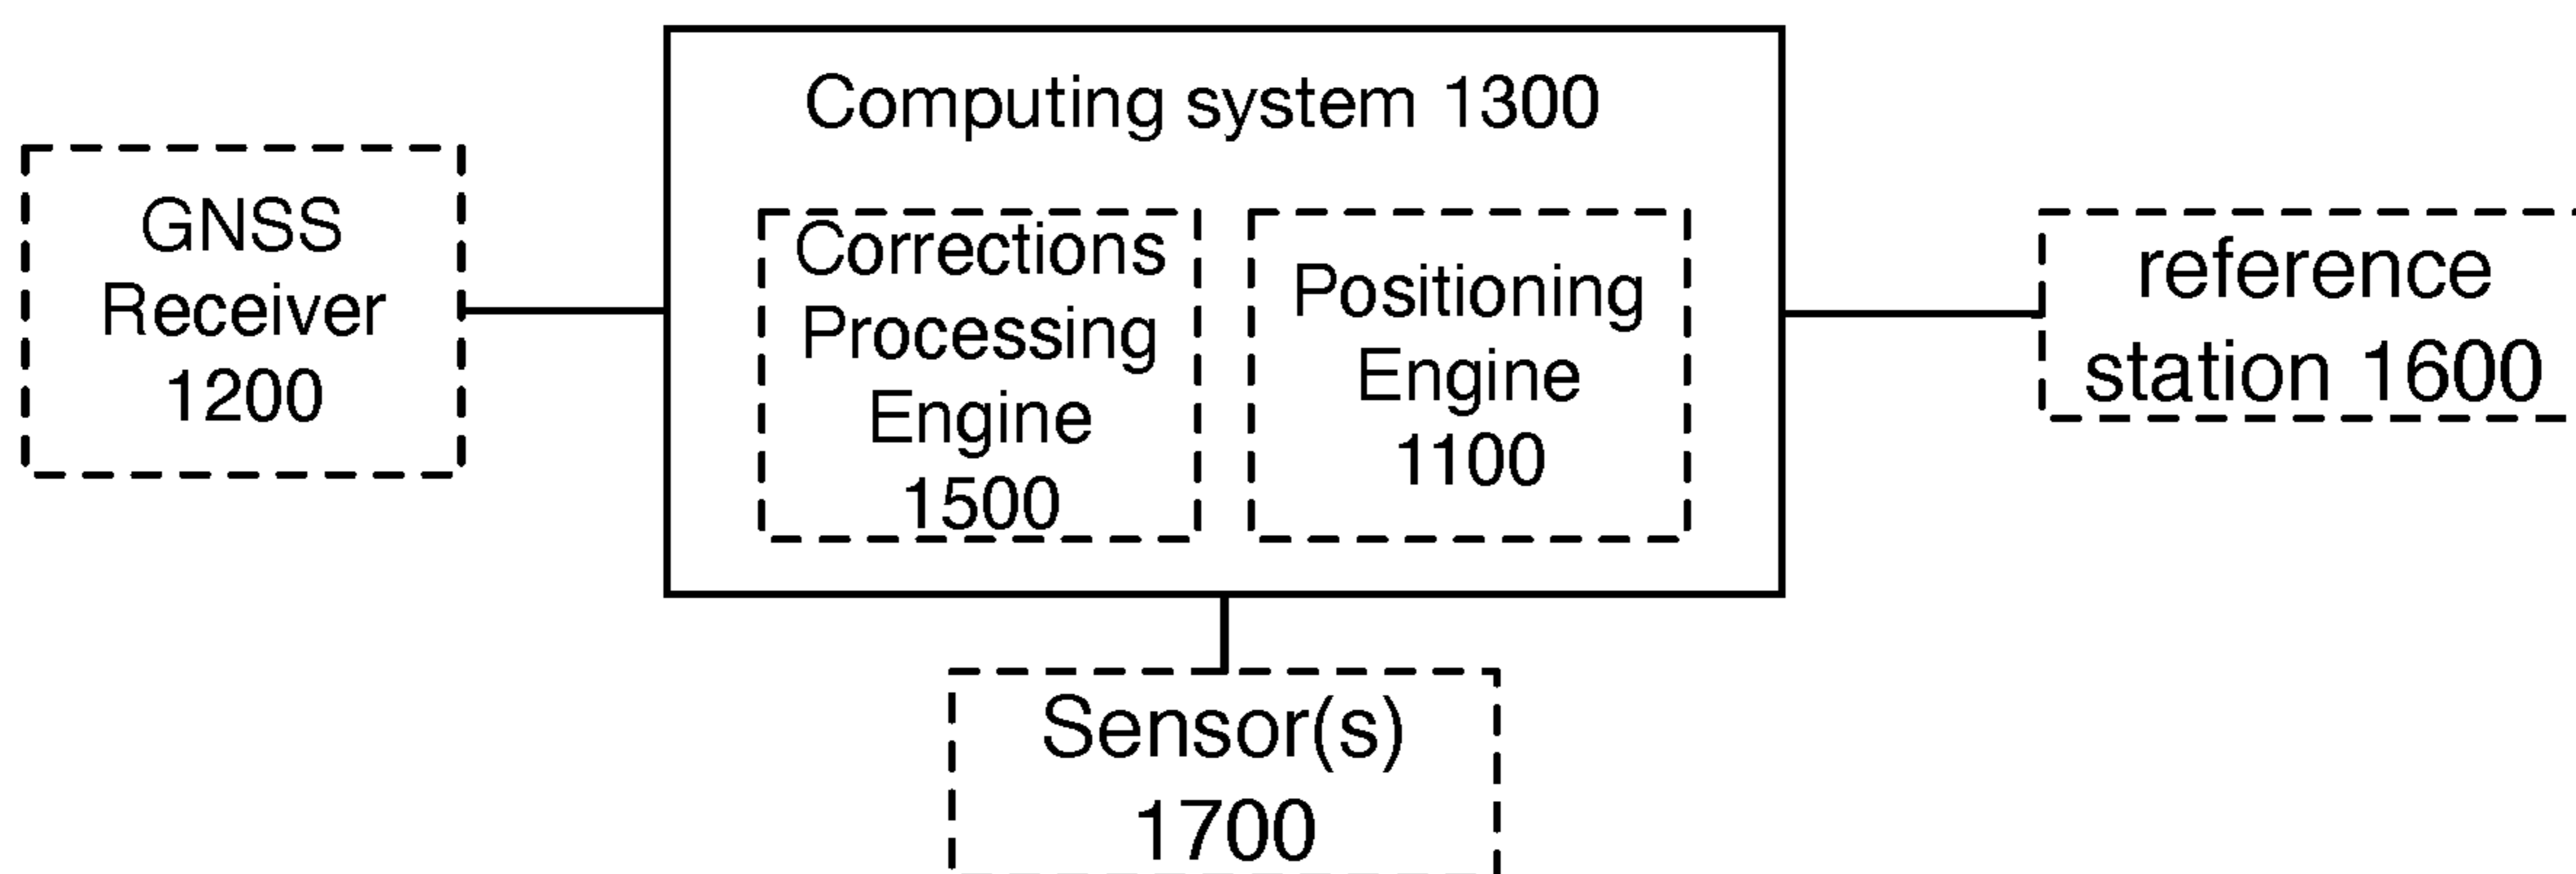 Computing system 1300
GNSS
Receiver
1200
Corrections
Processing
Engine
1500
Positioning
Engine
1100
reference
station 1600
Sensor(s)
1700